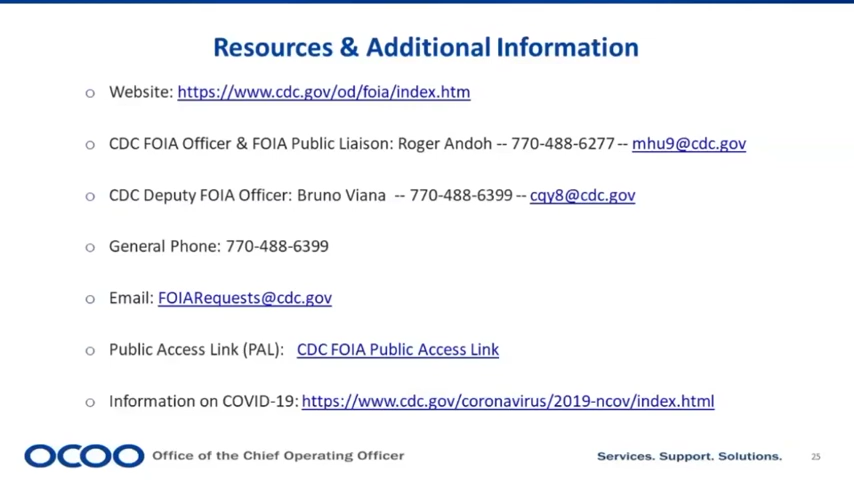 Resources & Additional Information
o Website: https://www.cdc.gov/od/foia/index.htm
o CDC FOIA Officer & FOIA Public Liaison: Roger Andoh -- 770-488-6277 -- mhu9@cdc.gov
o CDC Deputy FOIA Officer: Bruno Viana -- 770-488-6399 -- cqy8@cdc.gov
o General Phone: 770-488-6399
o Email: FOIARequests@cdc.gov
o Public Access Link (PAL): CDC FOIA Public Access Link
o Information on COVID-19: https://www.cdc.gov/coronavirus/2019-ncov/index.html
OCOO Office of the Chief Operating Officer Services. Support. Solutions. 25